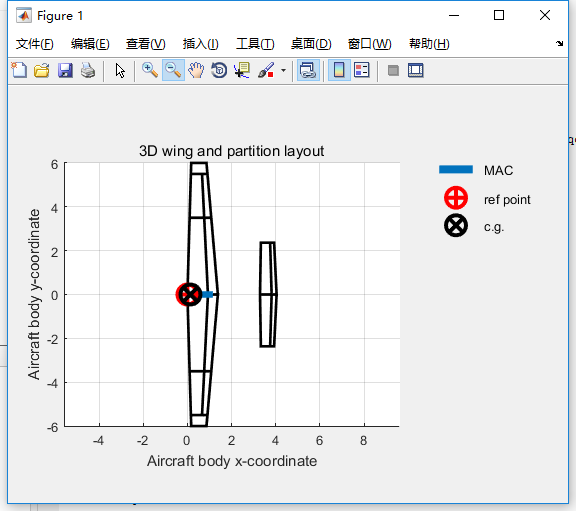 Figure 1
文件(F) 编辑(E) 查看(V) 插入(I) 工具(T) 桌面(D) 窗口(W) 帮助(H)
3D wing and partition layout
MAC
ref point
c.g.
Aircraft body y-coordinate
6
4
2
0
-2
-4
-6
-4 -2 0 2 4 6 8
Aircraft body x-coordinate